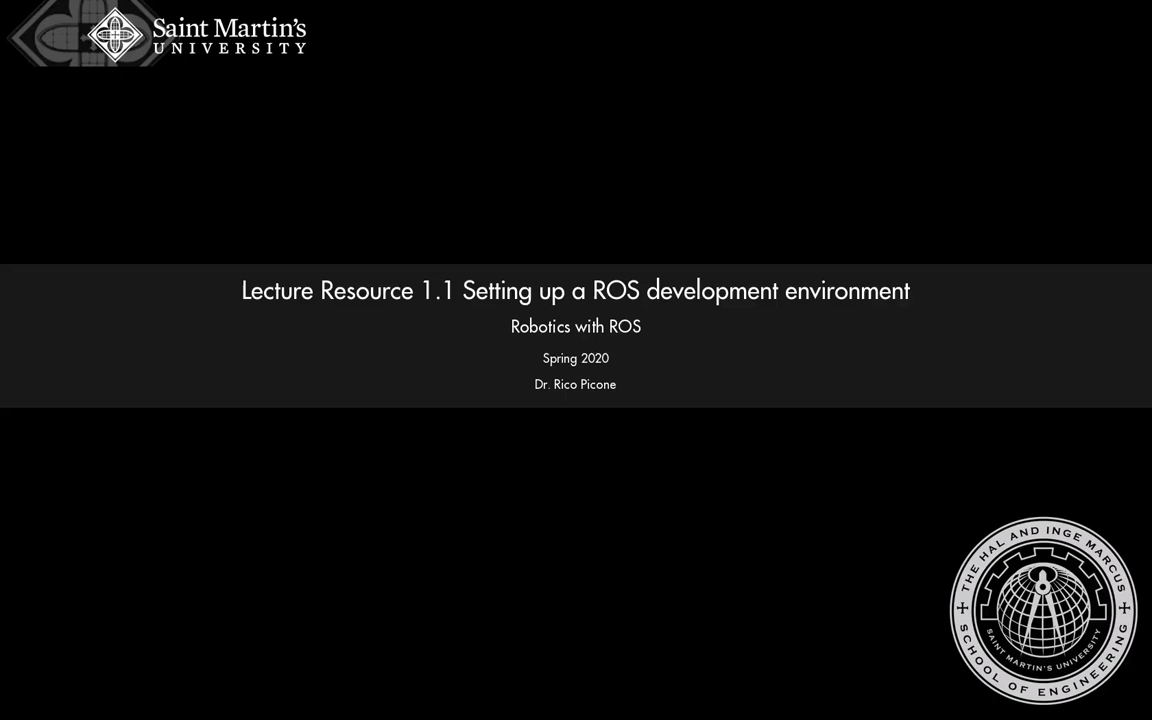 Saint Martin's
UNIVERSITY
Lecture Resource 1.1 Setting up a ROS development environment
Robotics with ROS
Spring 2020
Dr. Rico Picone
THE HAL AND INGE MARCUS
SCHOOL OF ENGINEERING
SAINT MARTIN'S UNIVERSITY